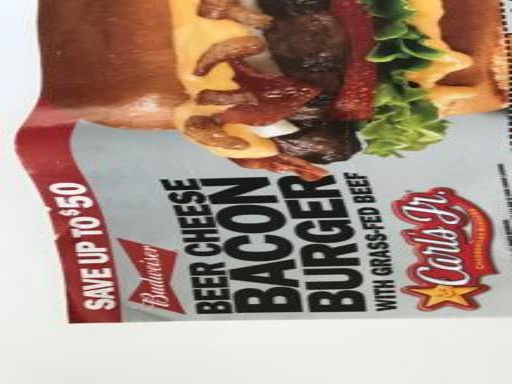 SAVE UP TO $50
Budweiser
BEER CHEESE
BACON
BURGER
WITH GRASS-FED BEEF
Carl's Jr.